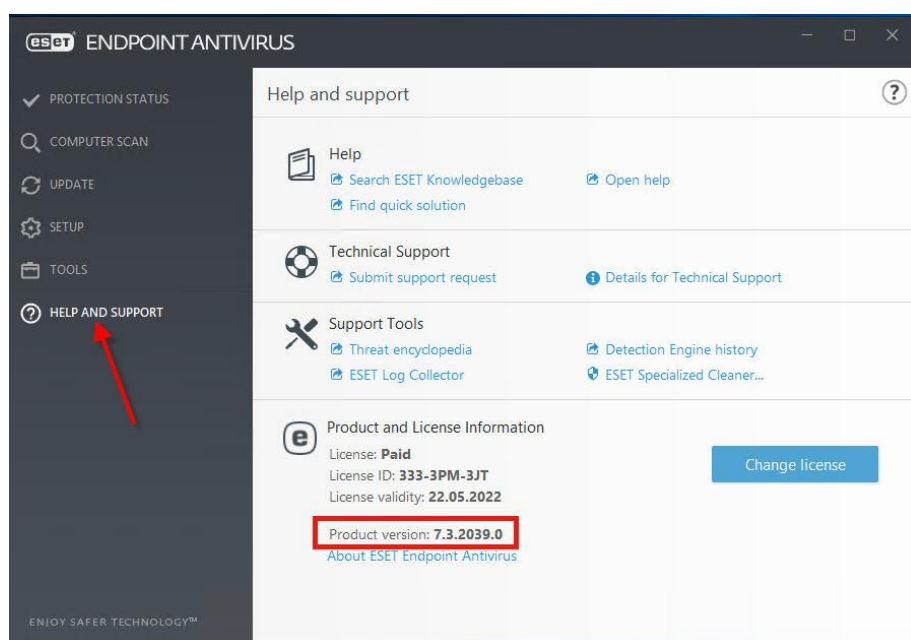 eset ENDPOINT ANTIVIRUS
PROTECTION STATUS
COMPUTER SCAN
UPDATE
SETUP
TOOLS
HELP AND SUPPORT
ENJOY SAFER TECHNOLOGY™
Help and support
?
Help
Search ESET Knowledgebase
Open help
Find quick solution
Technical Support
Submit support request
Details for Technical Support
Support Tools
Threat encyclopedia
Detection Engine history
ESET Log Collector
ESET Specialized Cleaner...
e
Product and License Information
License: Paid
License ID: 333-3PM-3JT
License validity: 22.05.2022
Change license
Product version: 7.3.2039.0
About ESET Endpoint Antivirus